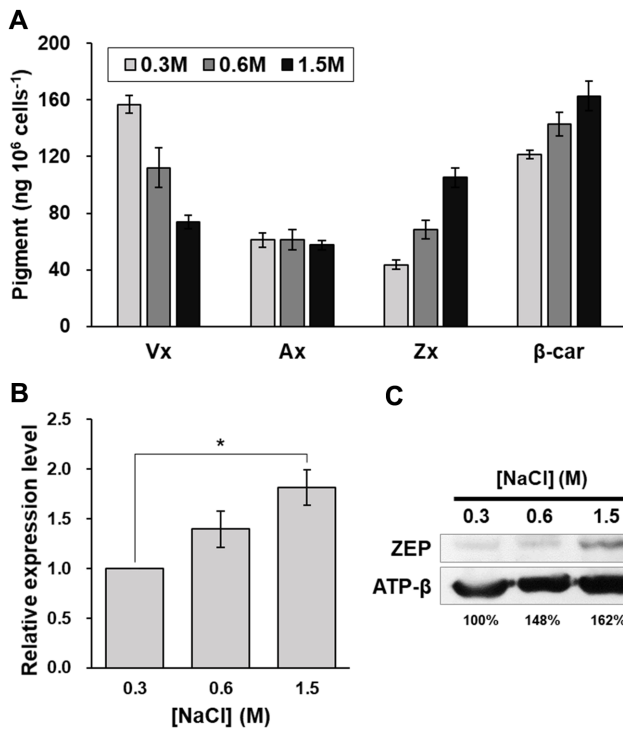 A
Pigment (ng 10⁶ cells⁻¹)
200
160
120
80
40
0
0.3M 0.6M 1.5M
Vx Ax Zx β-car
B
Relative expression level
2.5
2.0
1.5
1.0
0.5
0.0
*
0.3 0.6 1.5
[NaCl] (M)
C
[NaCl] (M)
0.3 0.6 1.5
ZEP
ATP-β
100% 148% 162%